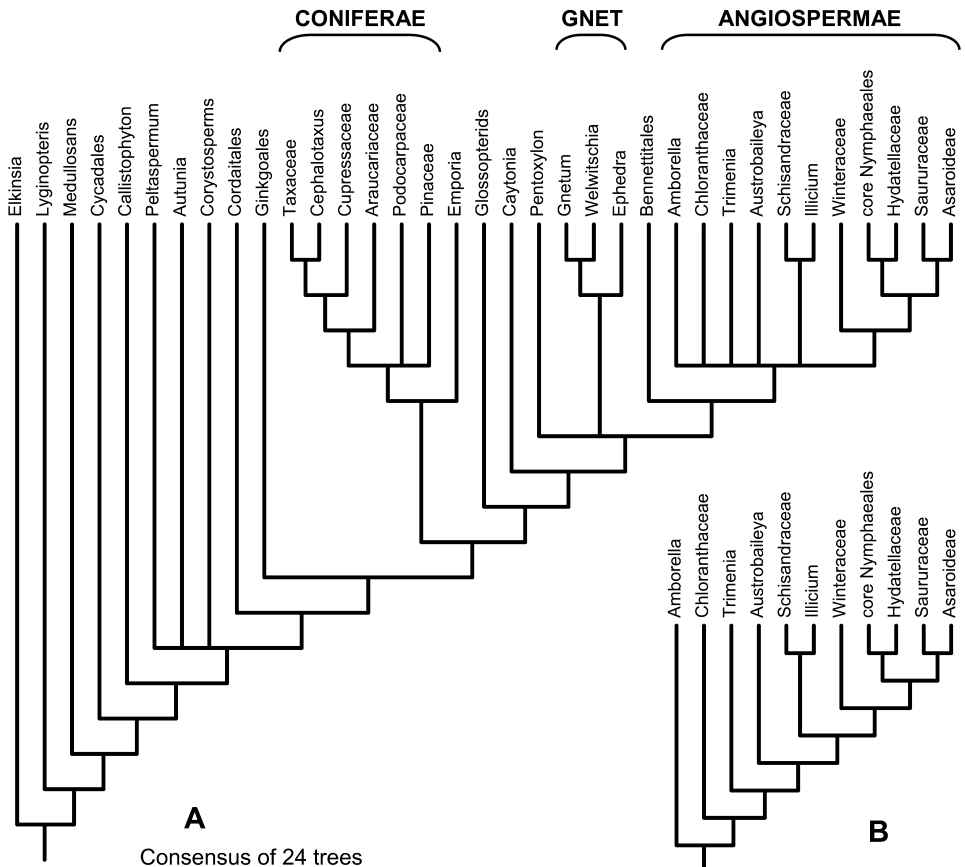 CONIFERAE GNET ANGIOSPERMAE
Elkinsia
Lyginopteris
Medullosans
Cycadales
Callistophyton
Peltaspermum
Autunia
Corystosperms
Cordaitales
Ginkgoales
Taxaceae
Cephalotaxus
Cupressaceae
Araucariaceae
Podocarpaceae
Pinaceae
Emporia
Glossopterids
Caytonia
Pentoxylon
Gnetum
Welwitschia
Ephedra
Bennettitales
Amborella
Chloranthaceae
Trimenia
Austrobaileya
Schisandraceae
Illicium
Winteraceae
core Nymphaeales
Hydatellaceae
Saururaceae
Asaroideae
Amborella
Chloranthaceae
Trimenia
Austrobaileya
Schisandraceae
Illicium
Winteraceae
core Nymphaeales
Hydatellaceae
Saururaceae
Asaroideae
A
B
Consensus of 24 trees